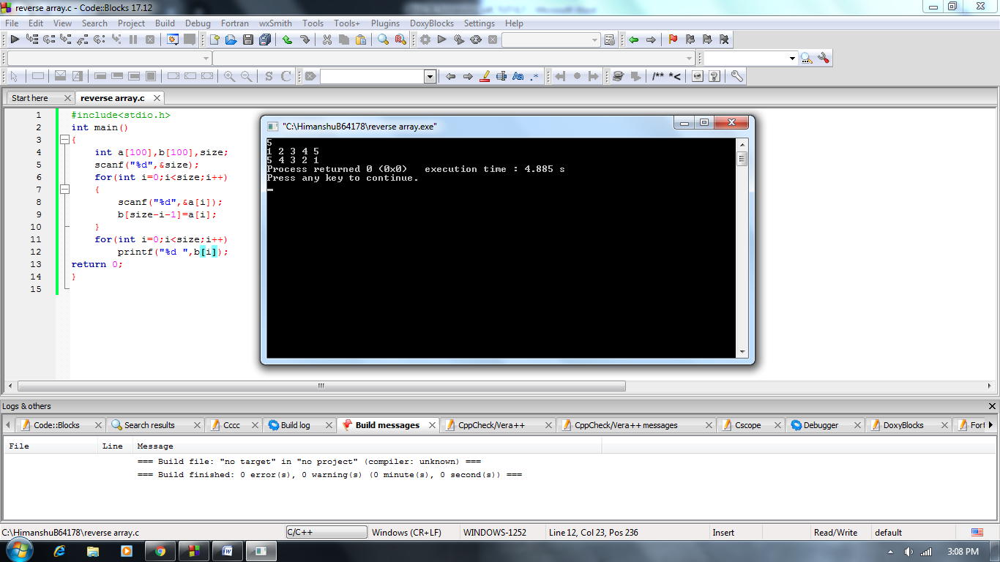 reverse array.c - Code::Blocks 17.12
File Edit View Search Project Build Debug Fortran wxSmith Tools Tools+ Plugins DoxyBlocks Settings Help
S C Aa .* /** *<
Start here reverse array.c
1 #include<stdio.h>
2 int main()
3 {
4 int a[100],b[100],size;
5 scanf("%d",&size);
6 for(int i=0;i<size;i++)
7 {
8 scanf("%d",&a[i]);
9 b[size-i-1]=a[i];
10 }
11 for(int i=0;i<size;i++)
12 printf("%d ",b[i]);
13 return 0;
14 }
15
"C:\HimanshuB64178\reverse array.exe"
5
1 2 3 4 5
5 4 3 2 1
Process returned 0 (0x0) execution time : 4.885 s
Press any key to continue.
Logs & others
Code::Blocks Search results Cccc Build log Build messages CppCheck/Vera++ CppCheck/Vera++ messages Cscope Debugger DoxyBlocks Fort
File Line Message
=== Build file: "no target" in "no project" (compiler: unknown) ===
=== Build finished: 0 error(s), 0 warning(s) (0 minute(s), 0 second(s)) ===
C:\HimanshuB64178\reverse array.c C/C++ Windows (CR+LF) WINDOWS-1252 Line 12, Col 23, Pos 236 Insert Read/Write default
3:08 PM